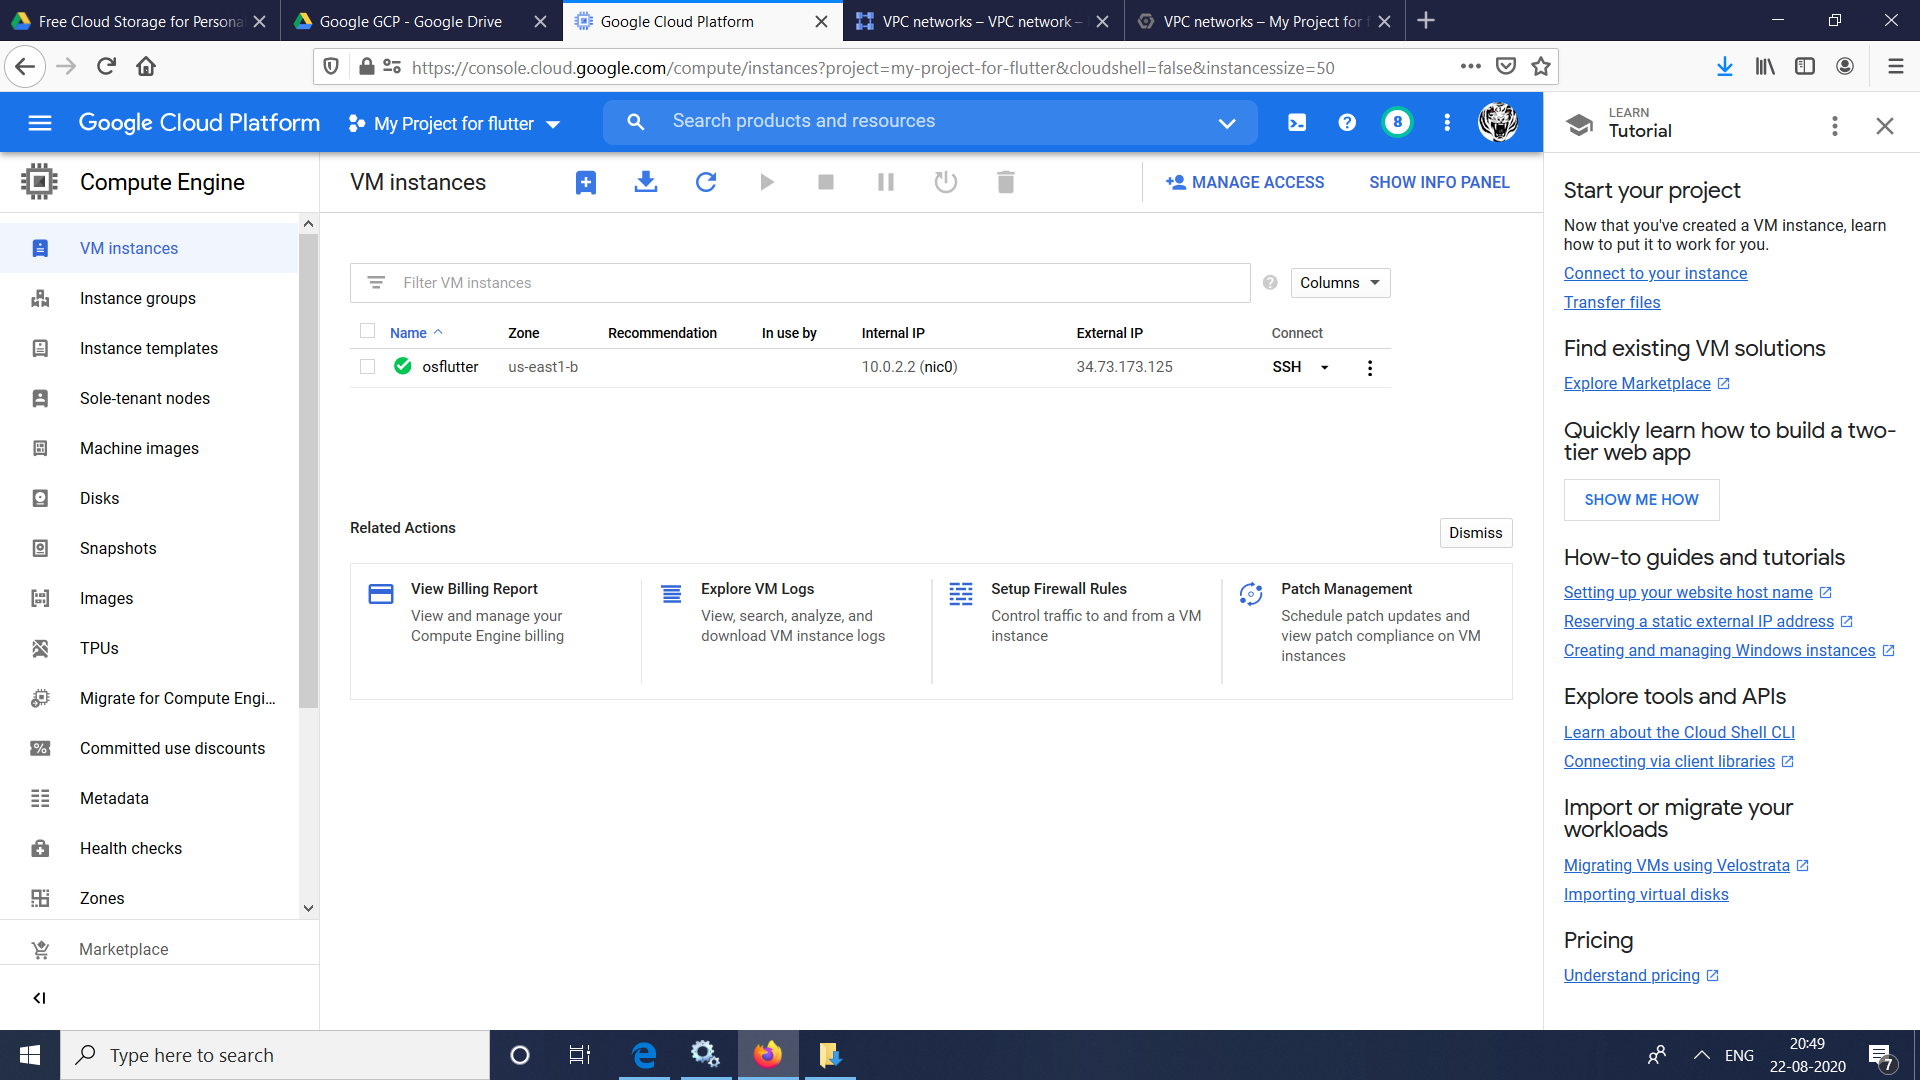 Free Cloud Storage for Persona
Google GCP - Google Drive
Google Cloud Platform
VPC networks – VPC network –
VPC networks – My Project for f
https://console.cloud.google.com/compute/instances?project=my-project-for-flutter&cloudshell=false&instancessize=50
Google Cloud Platform
My Project for flutter
Search products and resources
8
LEARN
Tutorial
Compute Engine
VM instances
MANAGE ACCESS
SHOW INFO PANEL
VM instances
Instance groups
Instance templates
Sole-tenant nodes
Machine images
Disks
Snapshots
Images
TPUs
Migrate for Compute Engi...
Committed use discounts
Metadata
Health checks
Zones
Marketplace
Filter VM instances
Columns
Name Zone Recommendation In use by Internal IP External IP Connect
osflutter us-east1-b 10.0.2.2 (nic0) 34.73.173.125 SSH
Related Actions
Dismiss
View Billing Report
View and manage your
Compute Engine billing
Explore VM Logs
View, search, analyze, and
download VM instance logs
Setup Firewall Rules
Control traffic to and from a VM
instance
Patch Management
Schedule patch updates and
view patch compliance on VM
instances
Start your project
Now that you've created a VM instance, learn
how to put it to work for you.
Connect to your instance
Transfer files
Find existing VM solutions
Explore Marketplace
Quickly learn how to build a two-
tier web app
SHOW ME HOW
How-to guides and tutorials
Setting up your website host name
Reserving a static external IP address
Creating and managing Windows instances
Explore tools and APIs
Learn about the Cloud Shell CLI
Connecting via client libraries
Import or migrate your
workloads
Migrating VMs using Velostrata
Importing virtual disks
Pricing
Understand pricing
Type here to search
ENG
20:49
22-08-2020
7